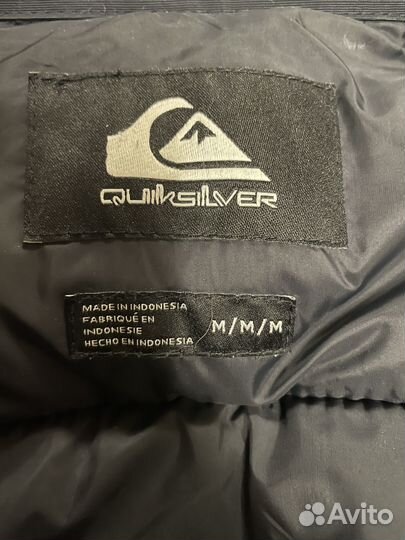 QUIKSILVER
MADE IN INDONESIA
FABRIQUÉ EN
INDONESIE
HECHO EN INDONESIA
M/M/M
Avito